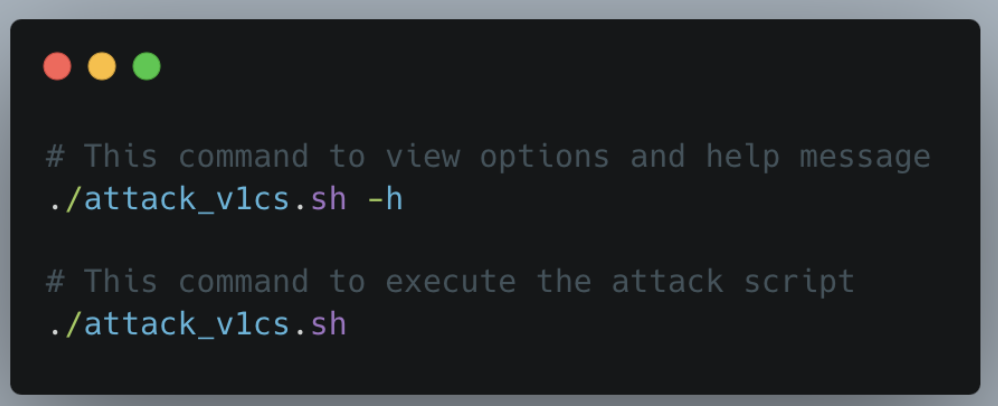 # This command to view options and help message
./attack_v1cs.sh -h
# This command to execute the attack script
./attack_v1cs.sh